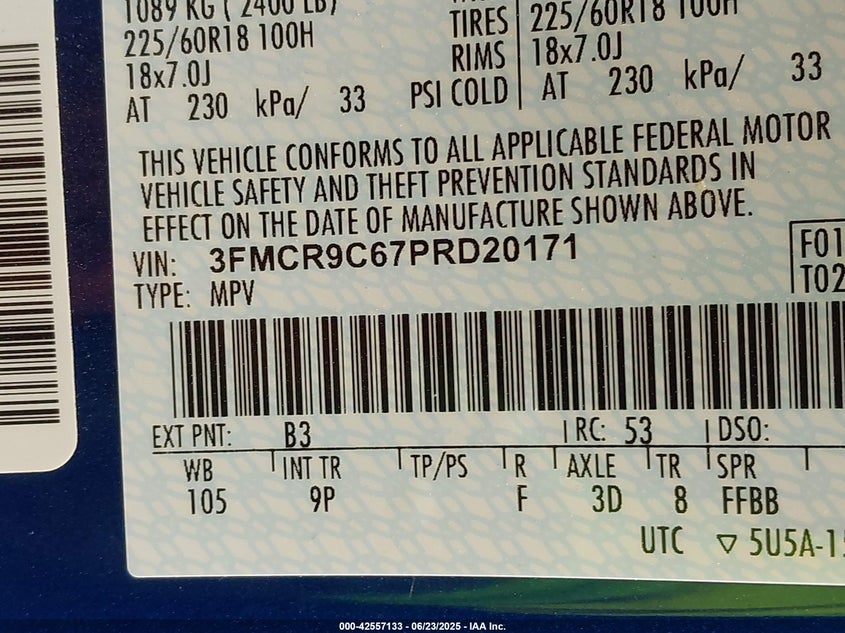 1089 KG ( 2400 LB)
225/60R18 100H TIRES 225/60R18 100H
18x7.0J RIMS 18x7.0J
AT 230 kPa/ 33 PSI COLD AT 230 kPa/ 33
THIS VEHICLE CONFORMS TO ALL APPLICABLE FEDERAL MOTOR
VEHICLE SAFETY AND THEFT PREVENTION STANDARDS IN
EFFECT ON THE DATE OF MANUFACTURE SHOWN ABOVE.
VIN: 3FMCR9C67PRD20171 F01
TYPE: MPV T02
EXT PNT: B3 RC: 53 DSO:
WB INT TR TP/PS R AXLE TR SPR
105 9P F 3D 8 FFBB
UTC ▽ 5U5A-15
000-42557133 - 06/23/2025 - IAA Inc.